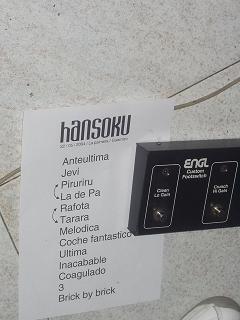 hansoku
Anteultima
Jevi
Piruriru
La de Pa
Rafota
Tarara
Melodica
Coche fantastico
Ultima
Inacabable
Coagulado
3
Brick by brick
ENGL
Custom
Footswitch
Clean
Lo Gain
Crunch
Hi Gain